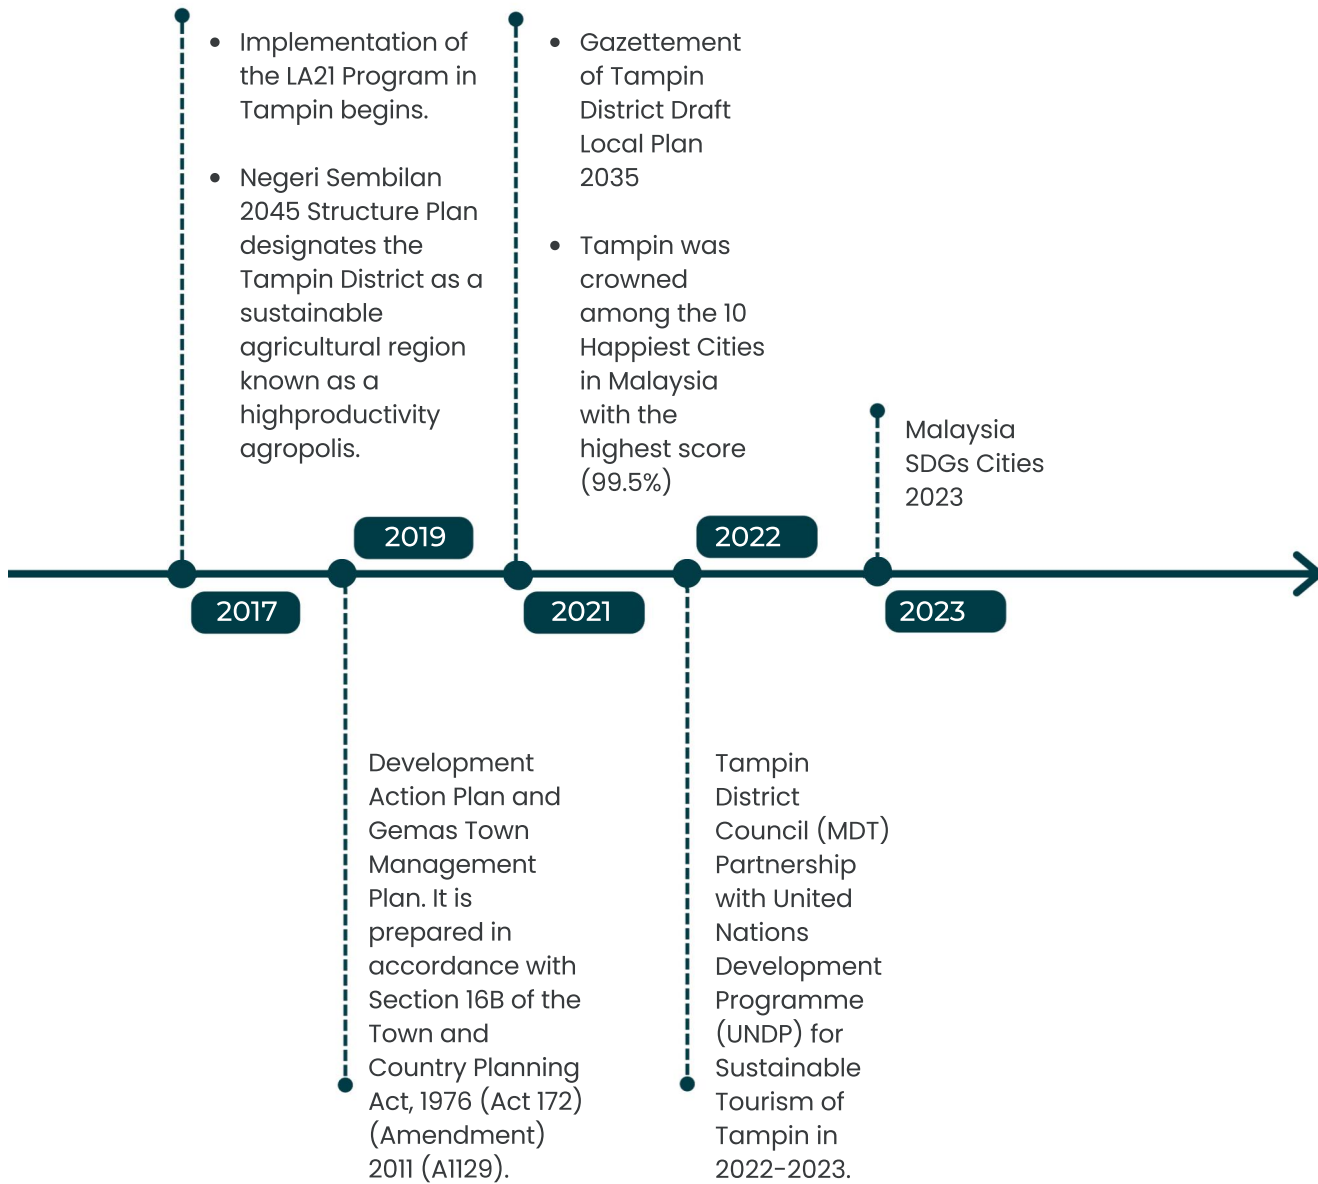 Implementation of
the LA21 Program in
Tampin begins.
Negeri Sembilan
2045 Structure Plan
designates the
Tampin District as a
sustainable
agricultural region
known as a
highproductivity
agropolis.
Gazettement
of Tampin
District Draft
Local Plan
2035
Tampin was
crowned
among the 10
Happiest Cities
in Malaysia
with the
highest score
(99.5%)
Malaysia
SDGs Cities
2023
2019
2022
2017
2021
2023
Development
Action Plan and
Gemas Town
Management
Plan. It is
prepared in
accordance with
Section 16B of the
Town and
Country Planning
Act, 1976 (Act 172)
(Amendment)
2011 (A1129).
Tampin
District
Council (MDT)
Partnership
with United
Nations
Development
Programme
(UNDP) for
Sustainable
Tourism of
Tampin in
2022-2023.